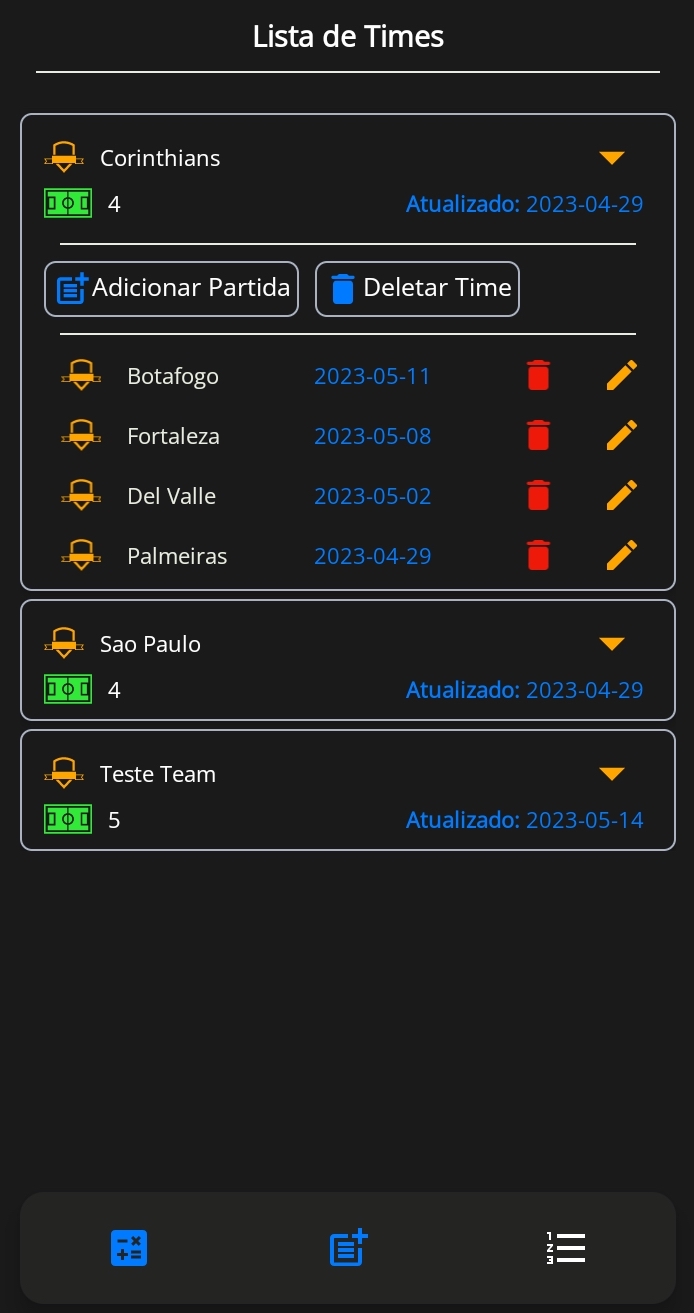 Lista de Times
Corinthians
4 Atualizado: 2023-04-29
Adicionar Partida Deletar Time
Botafogo 2023-05-11
Fortaleza 2023-05-08
Del Valle 2023-05-02
Palmeiras 2023-04-29
Sao Paulo
4 Atualizado: 2023-04-29
Teste Team
5 Atualizado: 2023-05-14